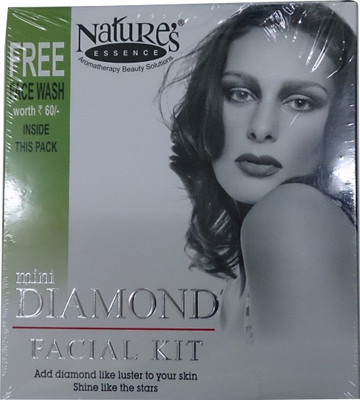 NATURE'S
ESSENCE
Aromatherapy Beauty Solutions
FREE
FACE WASH
worth ₹ 60/-
INSIDE
THIS PACK
mini
DIAMOND
FACIAL KIT
Add diamond like luster to your skin
Shine like the stars